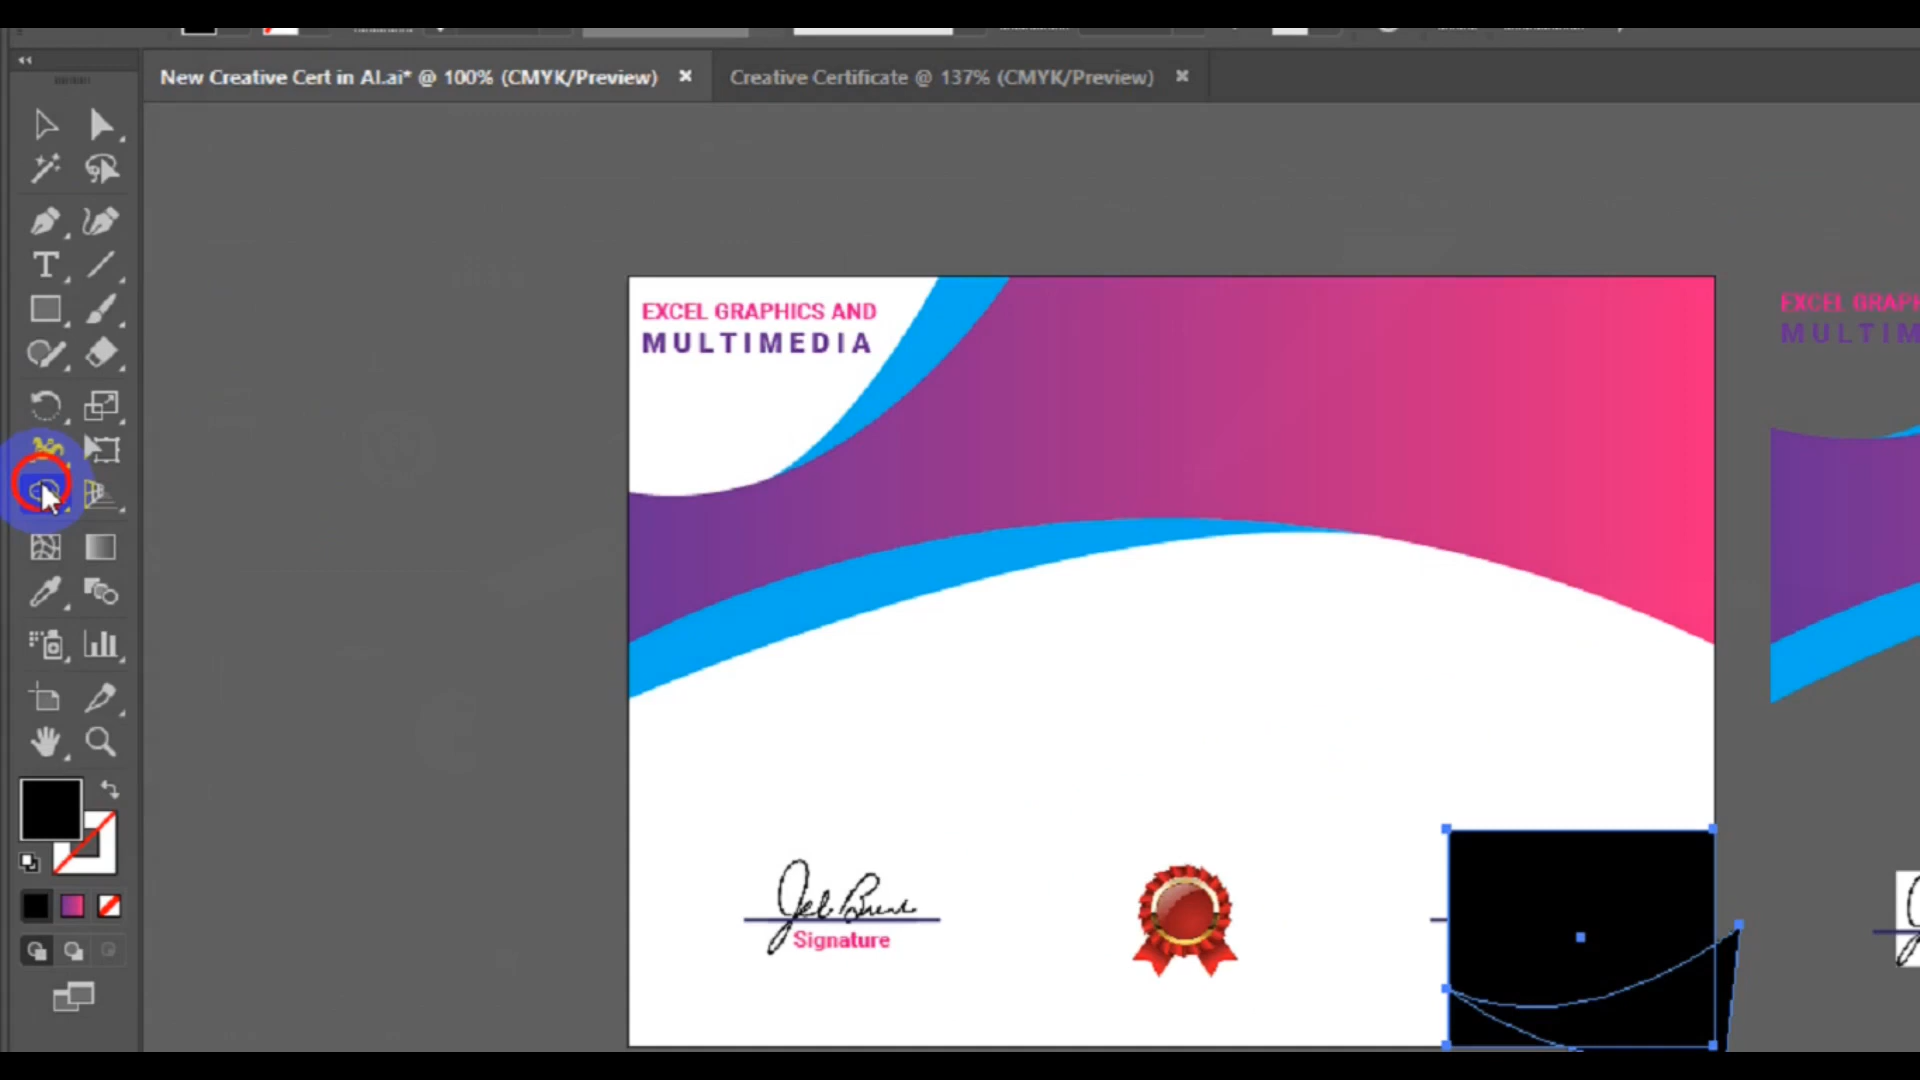 New Creative Cert in AI.ai* @ 100% (CMYK/Preview) ×
Creative Certificate @ 137% (CMYK/Preview) ×
EXCEL GRAPHICS AND
MULTIMEDIA
EXCEL GRAPH
MULTIM
Signature